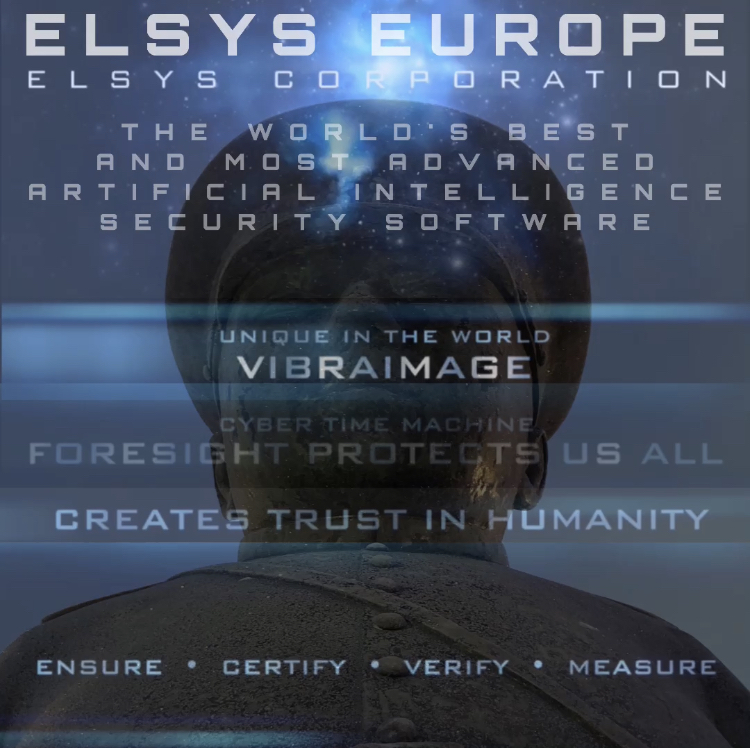 ELSYS EUROPE
ELSYS CORPORATION
THE WORLD'S BEST
AND MOST ADVANCED
ARTIFICIAL INTELLIGENCE
SECURITY SOFTWARE
UNIQUE IN THE WORLD
VIBRAIMAGE
CYBER TIME MACHINE
FORESIGHT PROTECTS US ALL
CREATES TRUST IN HUMANITY
ENSURE • CERTIFY • VERIFY • MEASURE